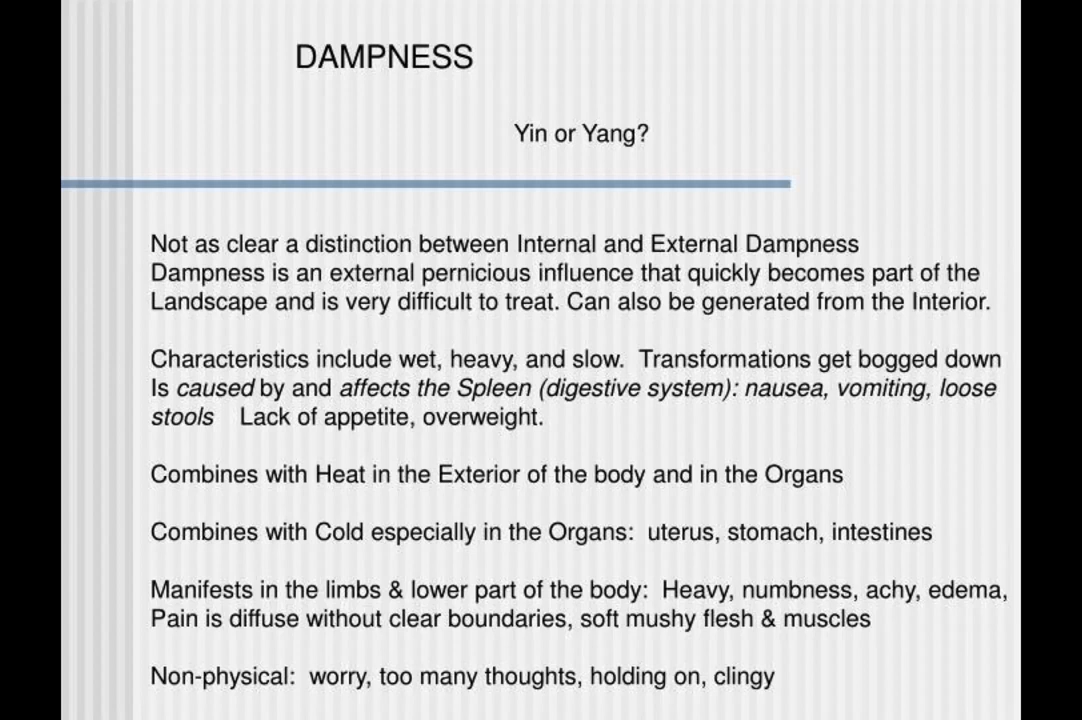 DAMPNESS
Yin or Yang?
Not as clear a distinction between Internal and External Dampness
Dampness is an external pernicious influence that quickly becomes part of the
Landscape and is very difficult to treat. Can also be generated from the Interior.
Characteristics include wet, heavy, and slow.  Transformations get bogged down
Is caused by and affects the Spleen (digestive system): nausea, vomiting, loose
stools    Lack of appetite, overweight.
Combines with Heat in the Exterior of the body and in the Organs
Combines with Cold especially in the Organs:  uterus, stomach, intestines
Manifests in the limbs & lower part of the body:  Heavy, numbness, achy, edema,
Pain is diffuse without clear boundaries, soft mushy flesh & muscles
Non-physical:  worry, too many thoughts, holding on, clingy